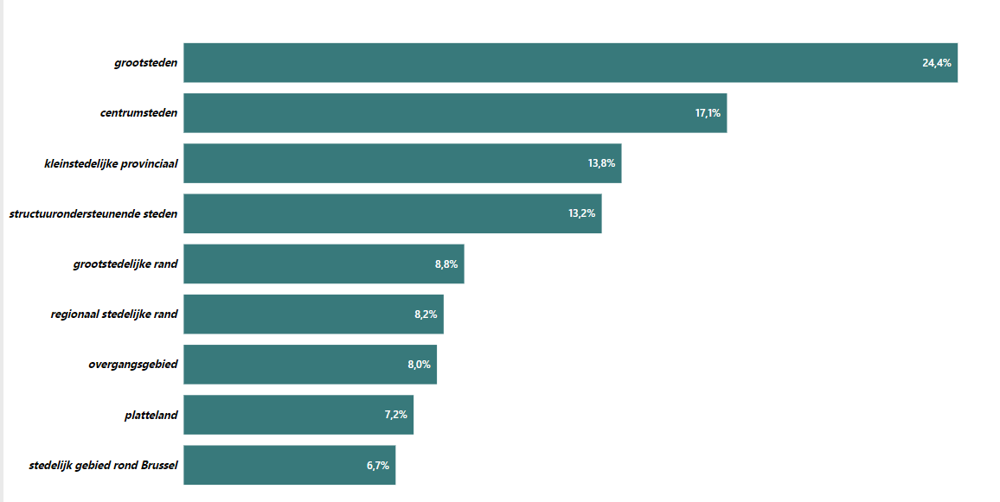 grootsteden 24,4%
centrumsteden 17,1%
kleinstedelijke provinciaal 13,8%
structuurondersteunende steden 13,2%
grootstedelijke rand 8,8%
regionaal stedelijke rand 8,2%
overgangsgebied 8,0%
platteland 7,2%
stedelijk gebied rond Brussel 6,7%